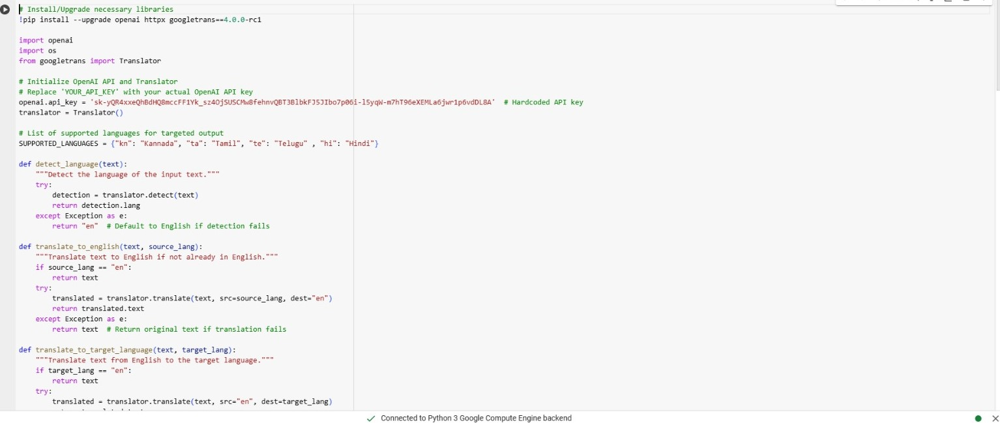 # Install/Upgrade necessary libraries
!pip install --upgrade openai httpx googletrans==4.0.0-rc1
import openai
import os
from googletrans import Translator
# Initialize OpenAI API and Translator
# Replace 'YOUR_API_KEY' with your actual OpenAI API key
openai.api_key = '[redacted]'  # Hardcoded API key
translator = Translator()
# List of supported languages for targeted output
SUPPORTED_LANGUAGES = {"kn": "Kannada", "ta": "Tamil", "te": "Telugu" , "hi": "Hindi"}
def detect_language(text):
    """Detect the language of the input text."""
    try:
        detection = translator.detect(text)
        return detection.lang
    except Exception as e:
        return "en"  # Default to English if detection fails
def translate_to_english(text, source_lang):
    """Translate text to English if not already in English."""
    if source_lang == "en":
        return text
    try:
        translated = translator.translate(text, src=source_lang, dest="en")
        return translated.text
    except Exception as e:
        return text  # Return original text if translation fails
def translate_to_target_language(text, target_lang):
    """Translate text from English to the target language."""
    if target_lang == "en":
        return text
    try:
        translated = translator.translate(text, src="en", dest=target_lang)
Connected to Python 3 Google Compute Engine backend